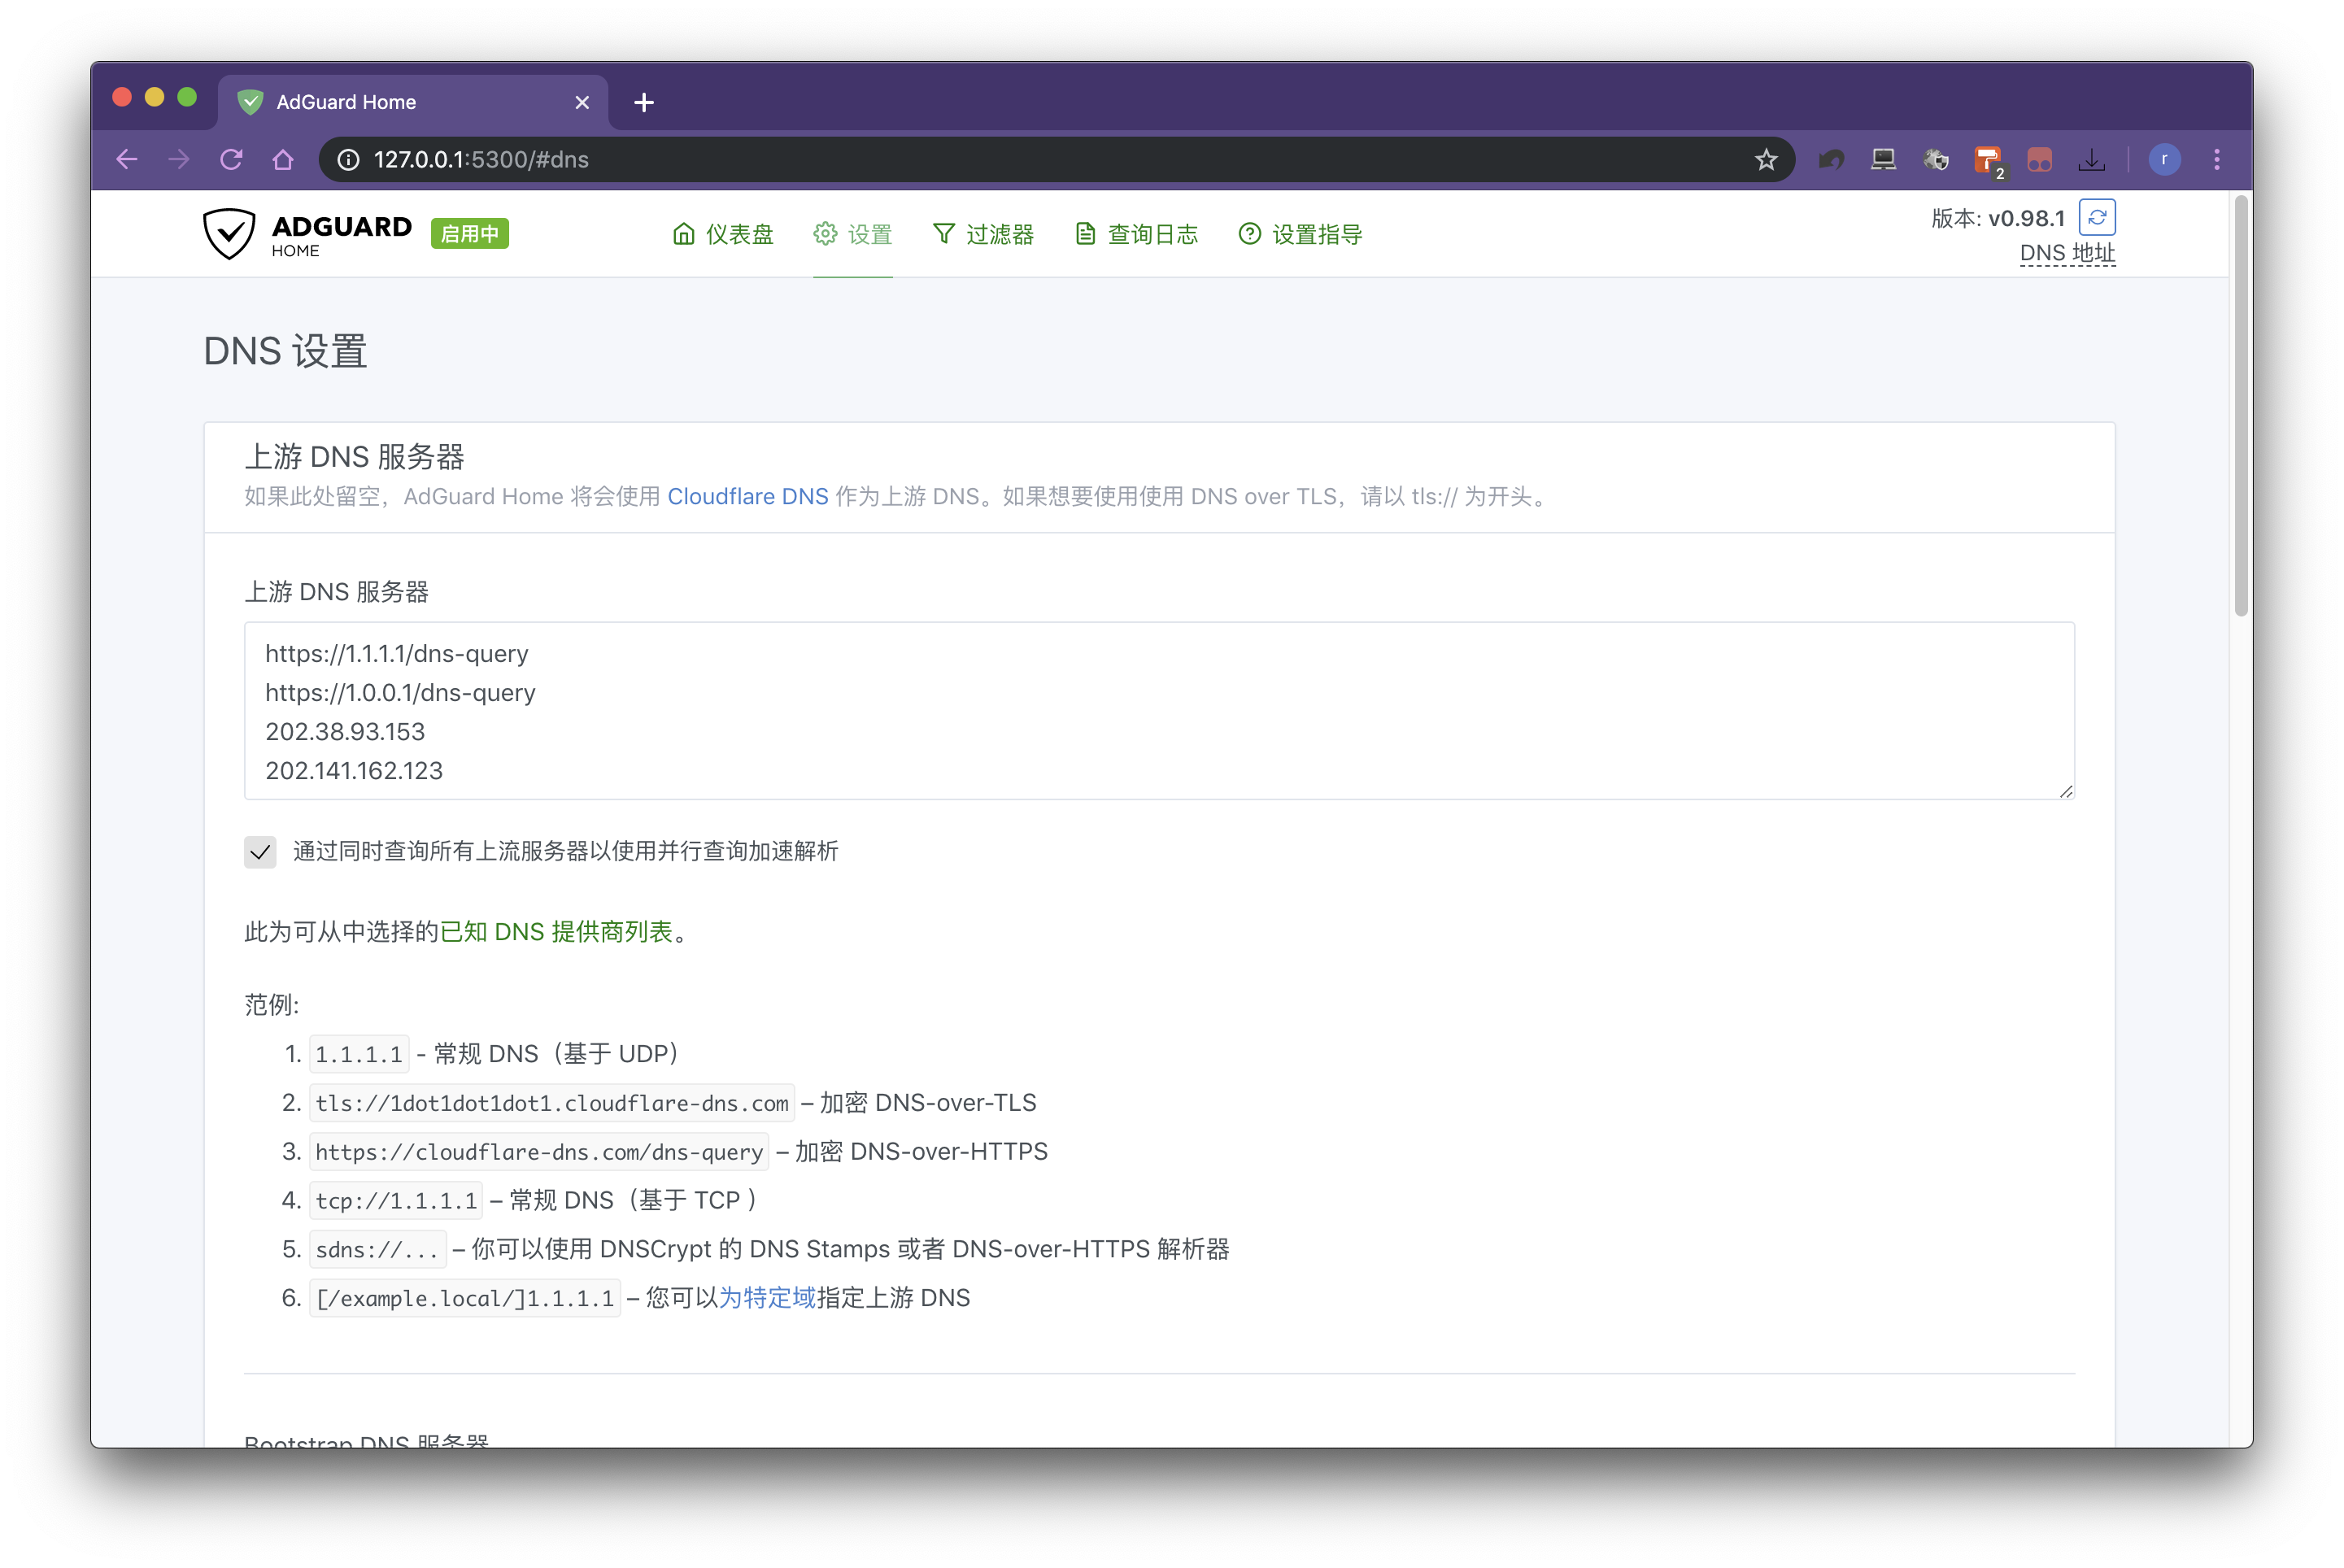 AdGuard Home
127.0.0.1:5300/#dns
2
r
ADGUARD
HOME
启用中
仪表盘
设置
过滤器
查询日志
设置指导
版本: v0.98.1
DNS 地址
DNS 设置
上游 DNS 服务器
如果此处留空，AdGuard Home 将会使用 Cloudflare DNS 作为上游 DNS。如果想要使用使用 DNS over TLS，请以 tls:// 为开头。
上游 DNS 服务器
https://1.1.1.1/dns-query
https://1.0.0.1/dns-query
202.38.93.153
202.141.162.123
通过同时查询所有上流服务器以使用并行查询加速解析
此为可从中选择的已知 DNS 提供商列表。
范例:
1. 1.1.1.1 - 常规 DNS（基于 UDP）
2. tls://1dot1dot1dot1.cloudflare-dns.com – 加密 DNS-over-TLS
3. https://cloudflare-dns.com/dns-query – 加密 DNS-over-HTTPS
4. tcp://1.1.1.1 – 常规 DNS（基于 TCP ）
5. sdns://... – 你可以使用 DNSCrypt 的 DNS Stamps 或者 DNS-over-HTTPS 解析器
6. [/example.local/]1.1.1.1 – 您可以为特定域指定上游 DNS
Bootstrap DNS 服务器